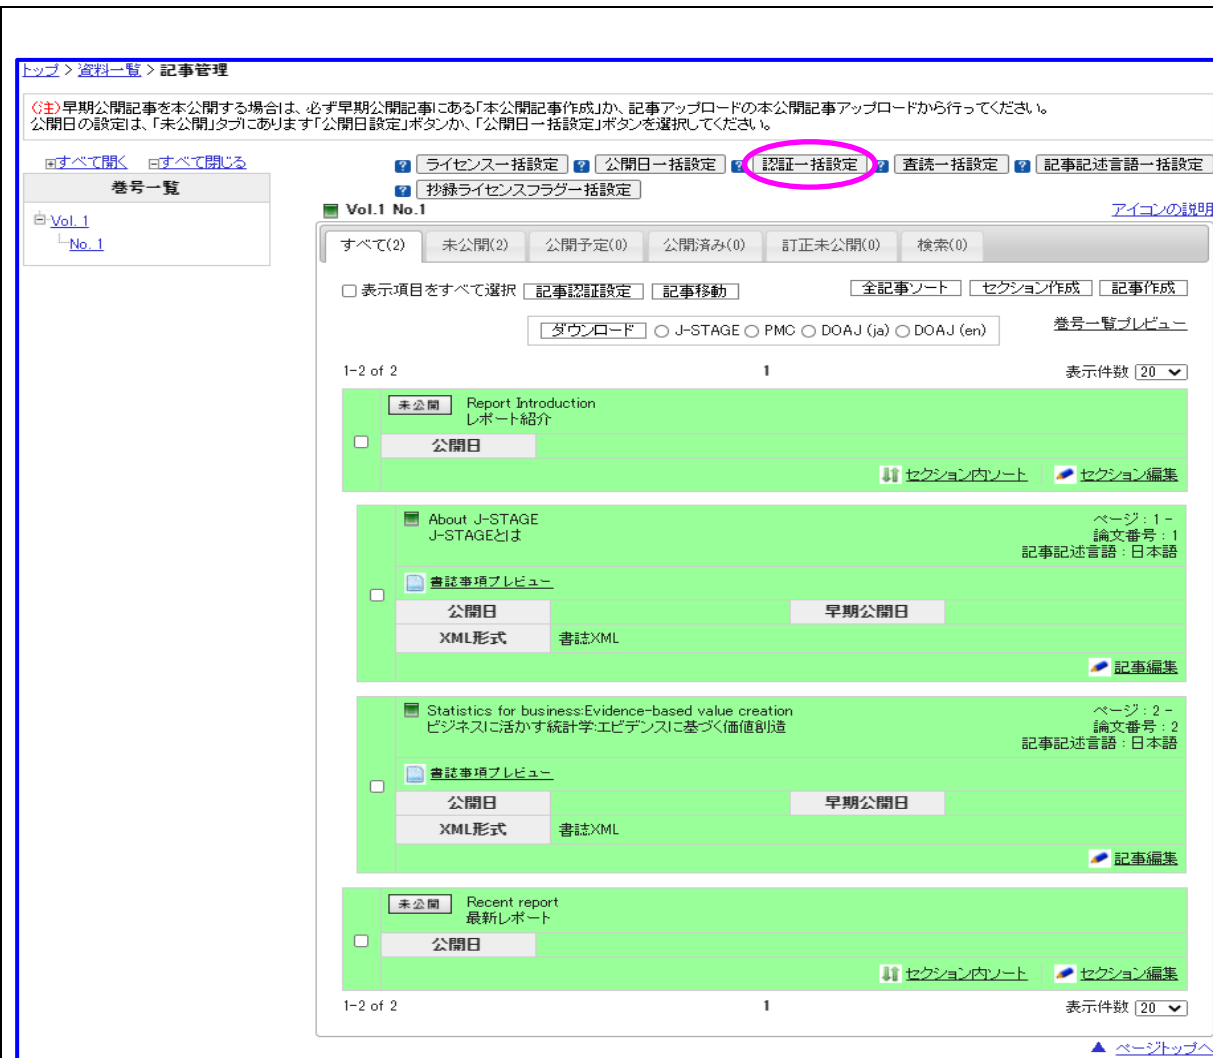 トップ > 資料一覧 > 記事管理
(注)早期公開記事を本公開する場合は、必ず早期公開記事にある「本公開記事作成」か、記事アップロードの本公開記事アップロードから行ってください。
公開日の設定は、「未公開」タブにあります「公開日設定」ボタンか、「公開日一括設定」ボタンを選択してください。
すべて開く すべて閉じる
ライセンス一括設定 公開日一括設定 認証一括設定 査読一括設定 記事記述言語一括設定
巻号一覧
抄録ライセンスフラグ一括設定
Vol. 1
No. 1
Vol.1 No.1
アイコンの説明
すべて(2) 未公開(2) 公開予定(0) 公開済み(0) 訂正未公開(0) 検索(0)
表示項目をすべて選択 記事認証設定 記事移動 全記事ソート セクション作成 記事作成
ダウンロード J-STAGE PMC DOAJ (ja) DOAJ (en) 巻号一覧プレビュー
1-2 of 2 1 表示件数 20
未公開 Report Introduction
レポート紹介
公開日
セクション内ソート セクション編集
About J-STAGE ページ : 1 -
J-STAGEとは 論文番号 : 1
記事記述言語 : 日本語
書誌事項プレビュー
公開日 早期公開日
XML形式 書誌XML
記事編集
Statistics for business:Evidence-based value creation ページ : 2 -
ビジネスに活かす統計学:エビデンスに基づく価値創造 論文番号 : 2
記事記述言語 : 日本語
書誌事項プレビュー
公開日 早期公開日
XML形式 書誌XML
記事編集
未公開 Recent report
最新レポート
公開日
セクション内ソート セクション編集
1-2 of 2 1 表示件数 20
▲ ページトップへ